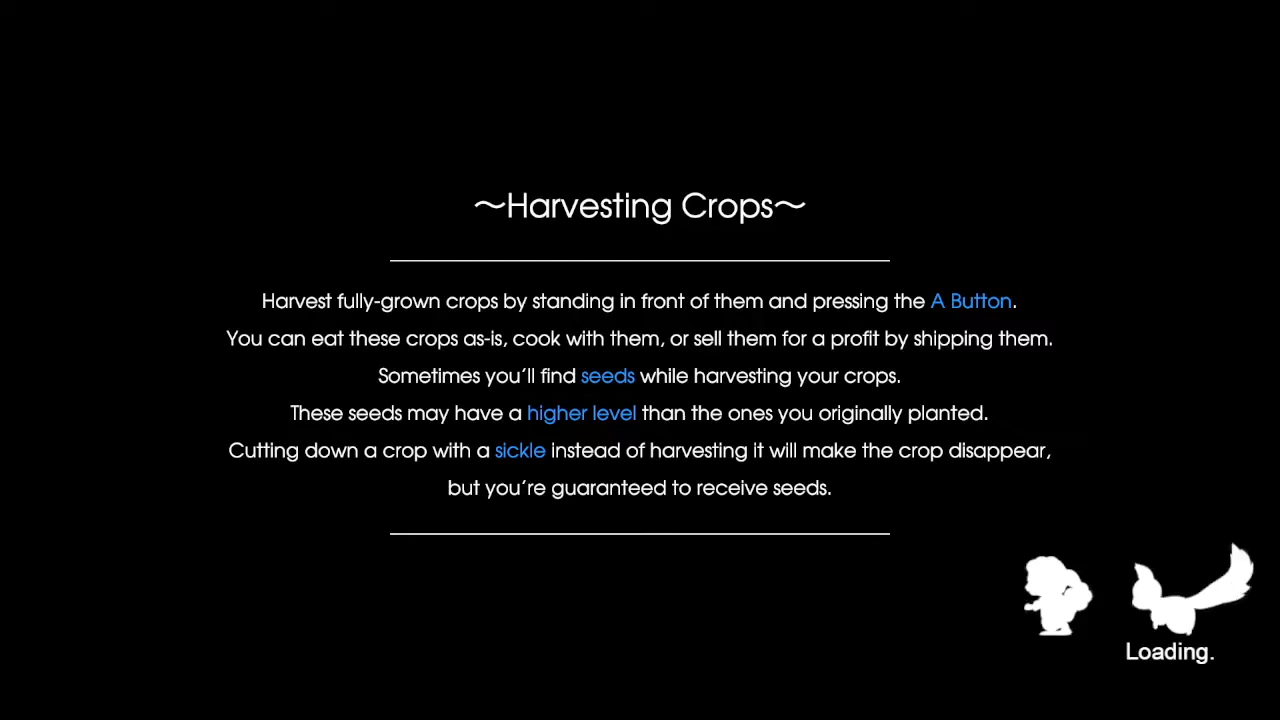 ～Harvesting Crops～
Harvest fully-grown crops by standing in front of them and pressing the A Button.
You can eat these crops as-is, cook with them, or sell them for a profit by shipping them.
Sometimes you'll find seeds while harvesting your crops.
These seeds may have a higher level than the ones you originally planted.
Cutting down a crop with a sickle instead of harvesting it will make the crop disappear,
but you're guaranteed to receive seeds.
Loading.